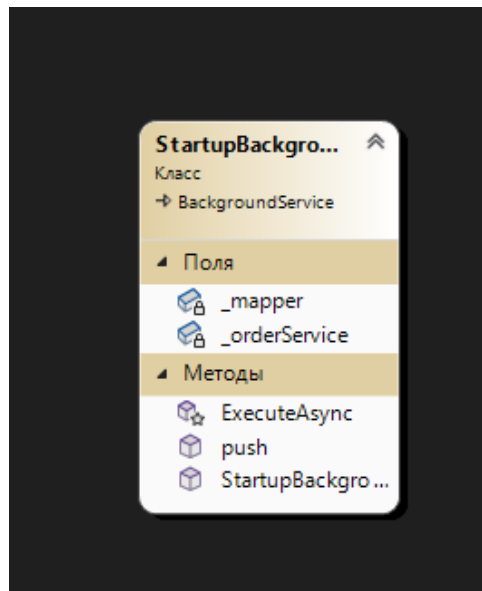 StartupBackgro...
Класс
BackgroundService
Поля
_mapper
_orderService
Методы
ExecuteAsync
push
StartupBackgro...